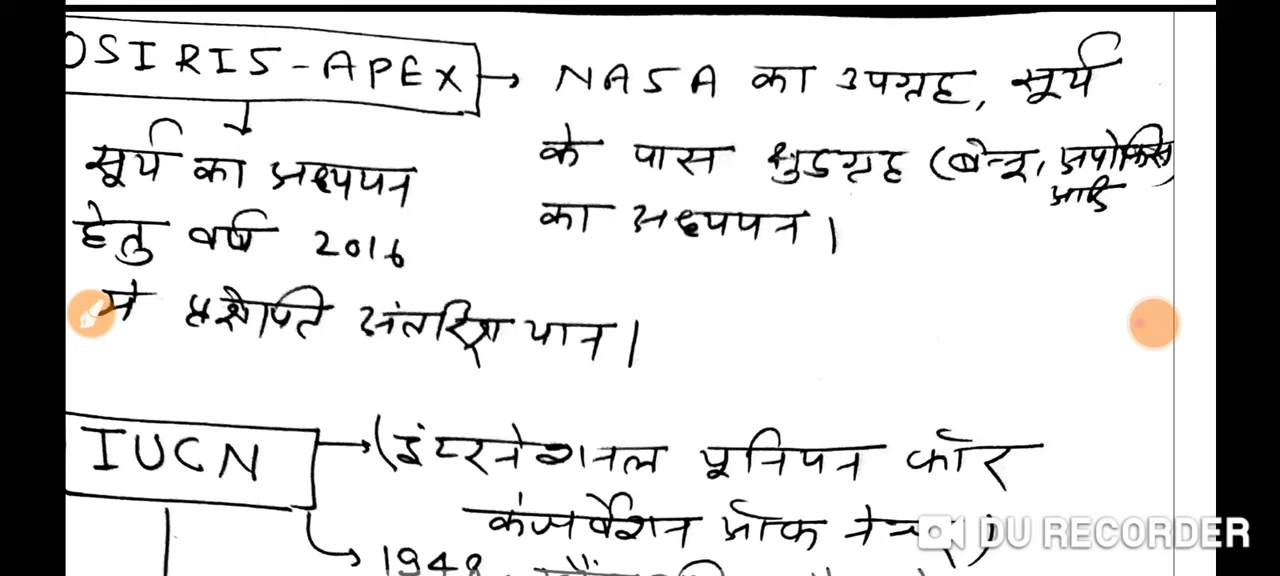 OSIRIS-APEX → NASA का उपग्रह, सूर्य
के पास क्षुद्रग्रह (बेन्नू, अपोफिस
आदि
का अध्ययन।
सूर्य का अध्ययन
हेतु वर्ष 2016
में प्रक्षेपित अंतरिक्ष यान।
IUCN → (इंटरनेशनल यूनियन फॉर
कंजर्वेशन ऑफ नेचर)
1948
DU RECORDER